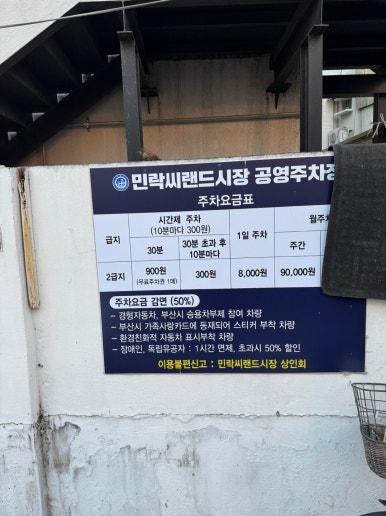 민락씨랜드시장 공영주차
주차요금표
급지 시간제 주차 (10분마다 300원) 1일 주차 월주
30분 30분 초과 후 10분마다 주간
2급지 900원 (무료주차권 1매) 300원 8,000원 90,000원
주차요금 감면 (50%)
- 경형자동차, 부산시 승용차부제 참여 차량
- 부산시 가족사랑카드에 등재되어 스티커 부착 차량
- 환경친화적 자동차 표시부착 차량
- 장애인, 독립유공자 : 1시간 면제, 초과시 50% 할인
이용불편신고 : 민락씨랜드시장 상인회